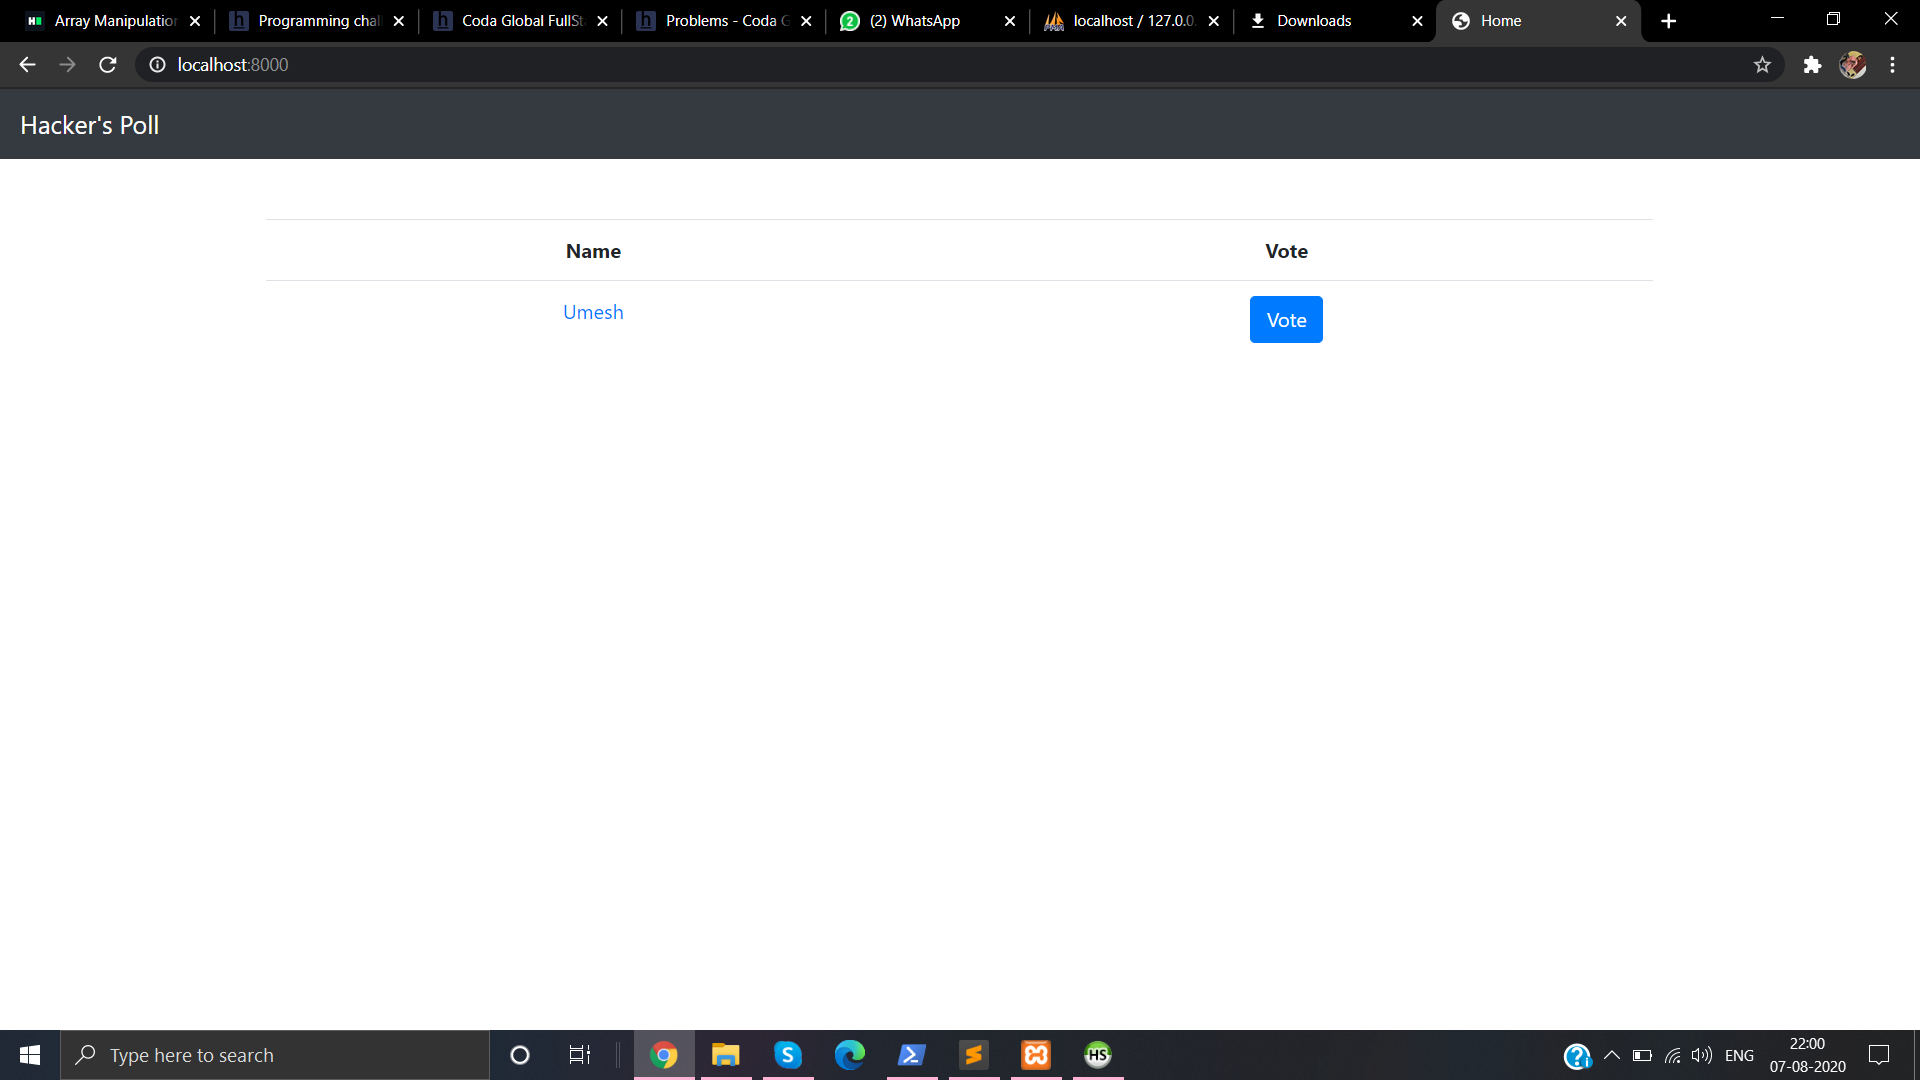 Array Manipulation
Programming chal
Coda Global FullSt
Problems - Coda G
(2) WhatsApp
localhost / 127.0.0.
Downloads
Home
localhost:8000
Hacker's Poll
Name Vote
Umesh Vote
Type here to search
ENG
22:00
07-08-2020